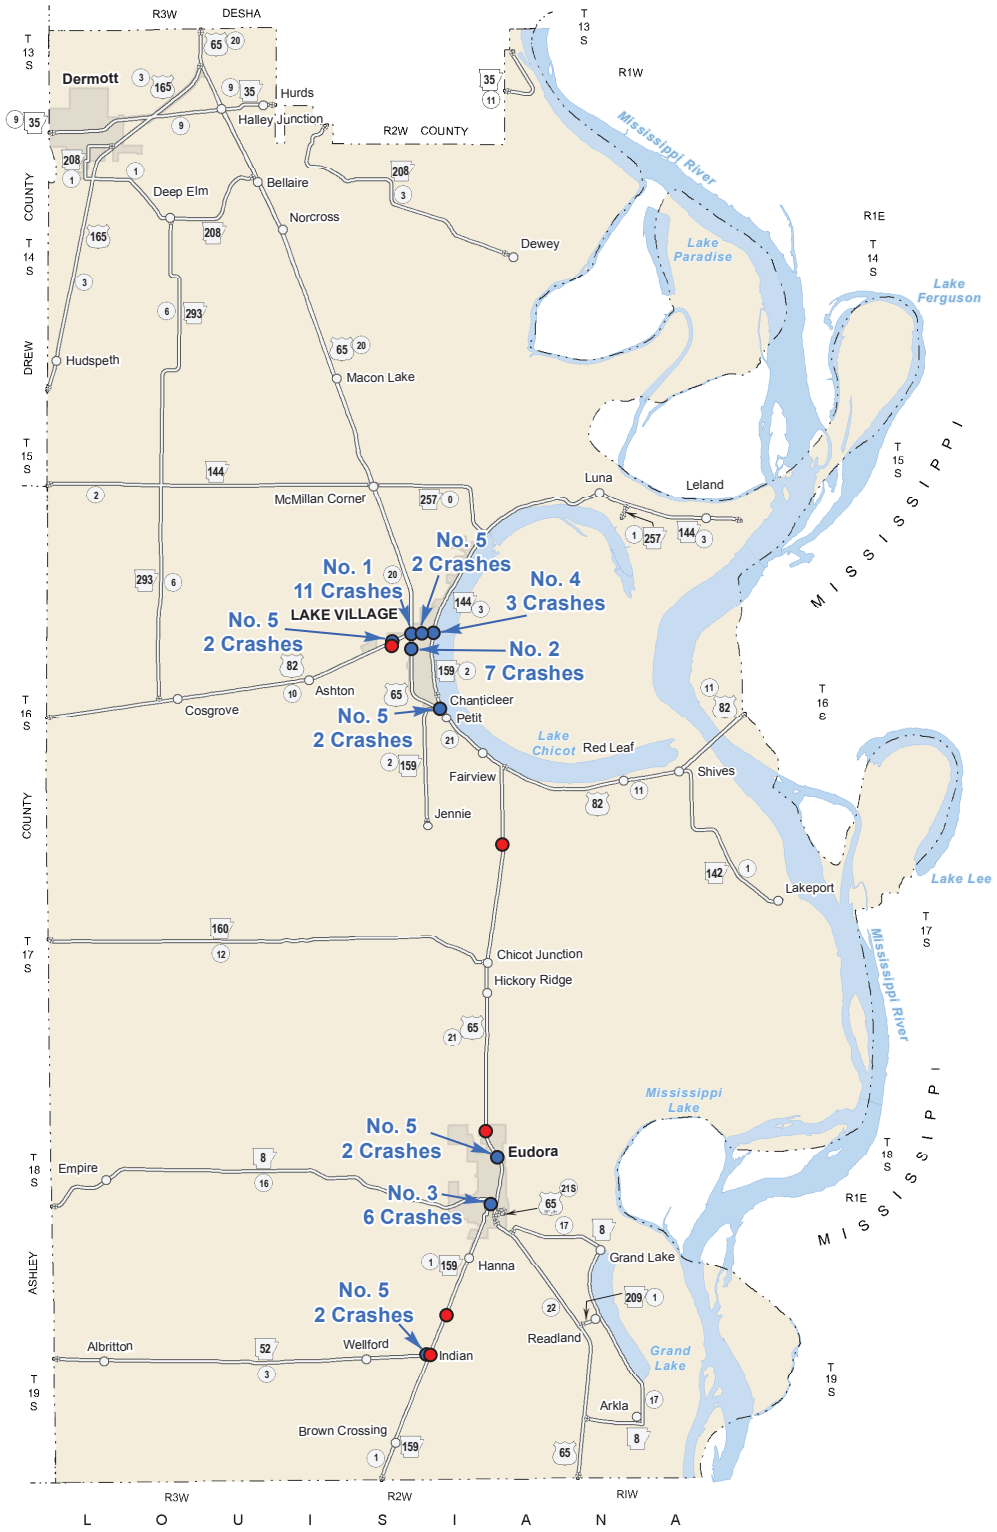 R3W
DESHA
T
13
S
65
20
T
13
S
R1W
Dermott
3
165
9
35
Hurds
35
11
9
35
9
Halley Junction
R2W COUNTY
Mississippi River
208
1
1
Deep Elm
Bellaire
208
3
COUNTY
Norcross
208
R1E
T
14
S
165
Dewey
Lake
Paradise
T
14
S
3
Lake
Ferguson
6
293
DREW
Hudspeth
65
20
Macon Lake
T
15
S
144
2
McMillan Corner
257
0
Luna
Leland
T
15
S
MISSISSIPPI
1
257
144
3
No. 5
2 Crashes
293
6
20
No. 1
11 Crashes
No. 4
3 Crashes
144
3
LAKE VILLAGE
No. 5
2 Crashes
No. 2
7 Crashes
82
10
Ashton
159
2
65
Chanticleer
Petit
Cosgrove
T
16
S
No. 5
2 Crashes
21
Lake
Chicot
Red Leaf
11
82
T
16
S
2
159
Fairview
82
11
Shives
COUNTY
Jennie
142
1
Lakeport
Lake Lee
160
12
T
17
S
Chicot Junction
Hickory Ridge
T
17
S
Mississippi River
21
65
Mississippi
Lake
MISSISSIPPI
No. 5
2 Crashes
Eudora
T
18
S
Empire
8
16
T
18
S
No. 3
6 Crashes
21S
65
R1E
17
8
Grand Lake
1
159
Hanna
ASHLEY
No. 5
2 Crashes
209
1
22
Readland
Albritton
52
3
Wellford
Indian
Grand
Lake
T
19
S
T
19
S
Arkla
17
Brown Crossing
159
1
65
8
R3W
R2W
RIW
LOUISIANA